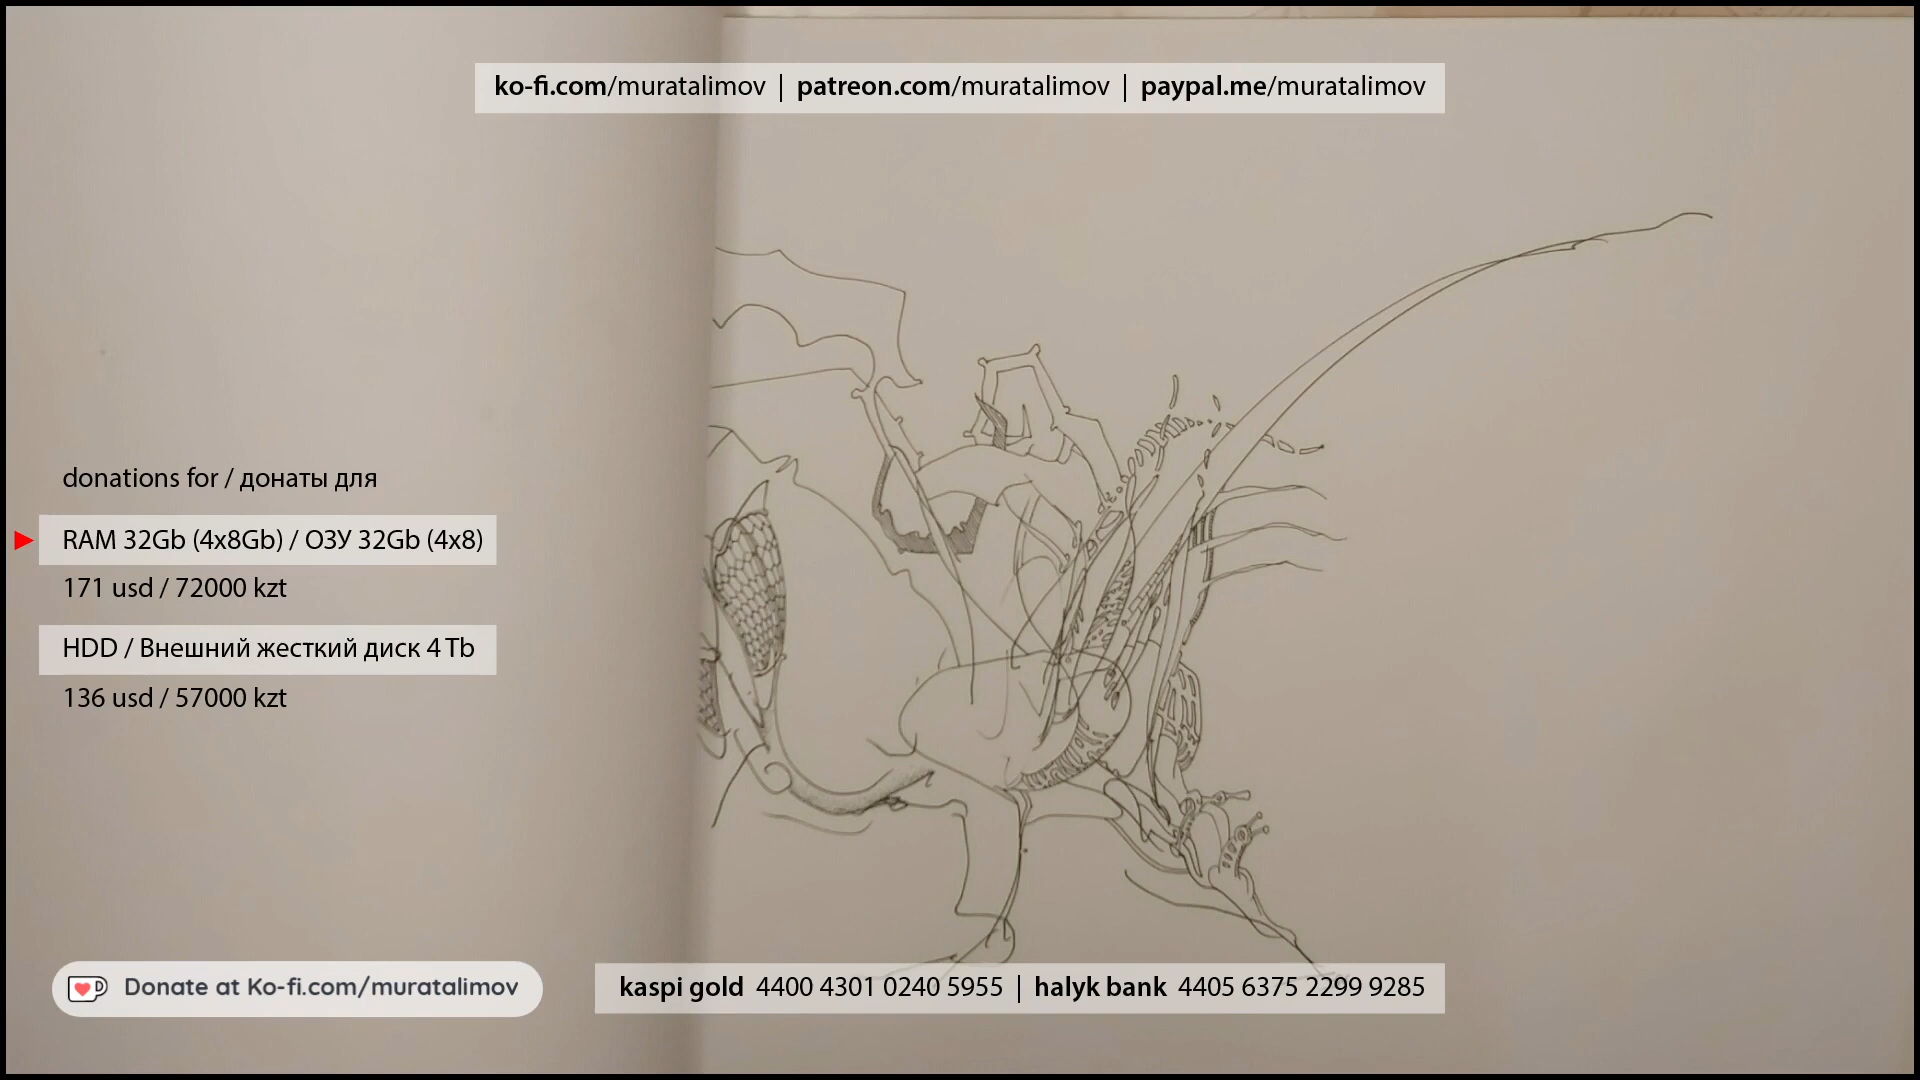 ko-fi.com/muratalimov | patreon.com/muratalimov | paypal.me/muratalimov
donations for / донаты для
RAM 32Gb (4x8Gb) / ОЗУ 32Gb (4x8)
171 usd / 72000 kzt
HDD / Внешний жесткий диск 4 Tb
136 usd / 57000 kzt
Donate at Ko-fi.com/muratalimov
kaspi gold 4400 4301 0240 5955 | halyk bank 4405 6375 2299 9285